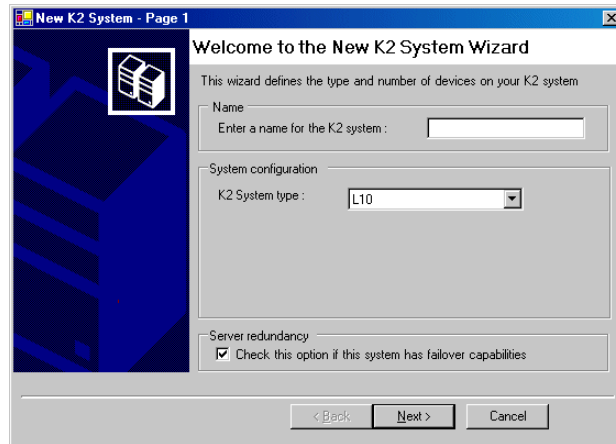 New K2 System - Page 1
Welcome to the New K2 System Wizard
This wizard defines the type and number of devices on your K2 system
Name
Enter a name for the K2 system :
System configuration
K2 System type :
L10
Server redundancy
Check this option if this system has failover capabilities
< Back
Next >
Cancel